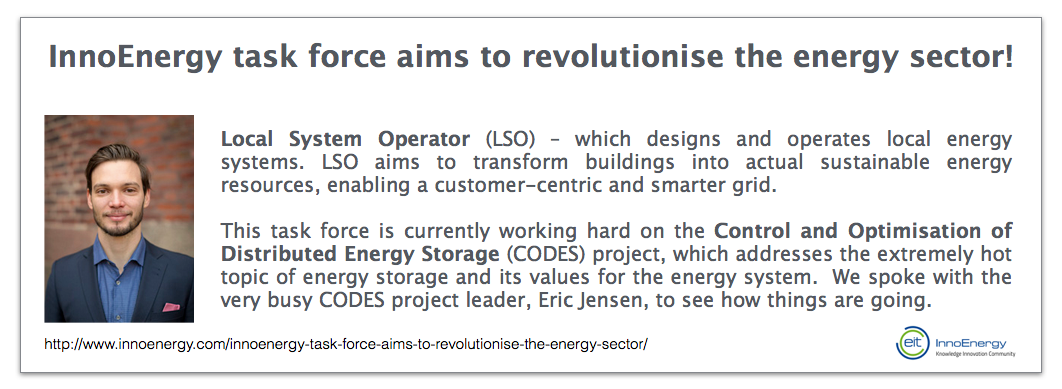 InnoEnergy task force aims to revolutionise the energy sector!
Local System Operator (LSO) – which designs and operates local energy
systems. LSO aims to transform buildings into actual sustainable energy
resources, enabling a customer-centric and smarter grid.
This task force is currently working hard on the Control and Optimisation of
Distributed Energy Storage (CODES) project, which addresses the extremely hot
topic of energy storage and its values for the energy system. We spoke with the
very busy CODES project leader, Eric Jensen, to see how things are going.
http://www.innoenergy.com/innoenergy-task-force-aims-to-revolutionise-the-energy-sector/
eit InnoEnergy
Knowledge Innovation Community